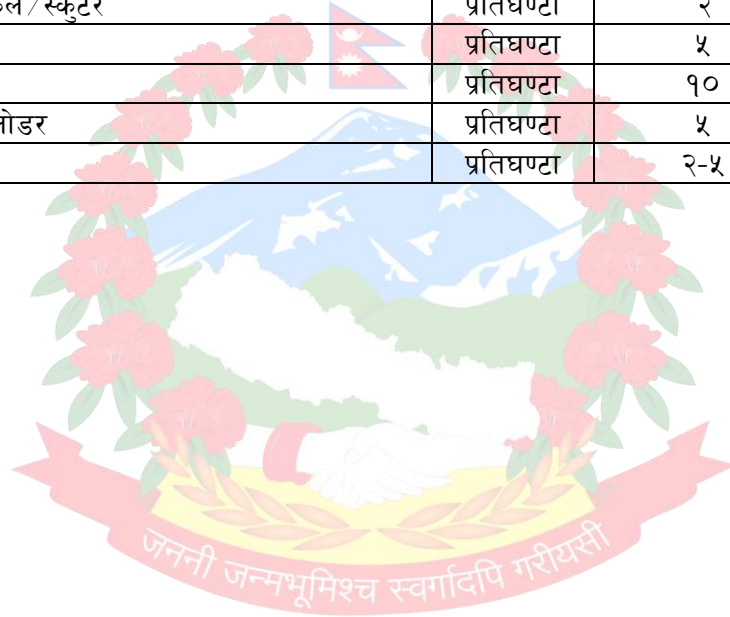 /स्कुटर प्रतिघण्टा २
प्रतिघण्टा ५
प्रतिघण्टा १०
लोडर प्रतिघण्टा ५
प्रतिघण्टा २-५
जननी जन्मभूमिश्च स्वर्गादपि गरीयसी